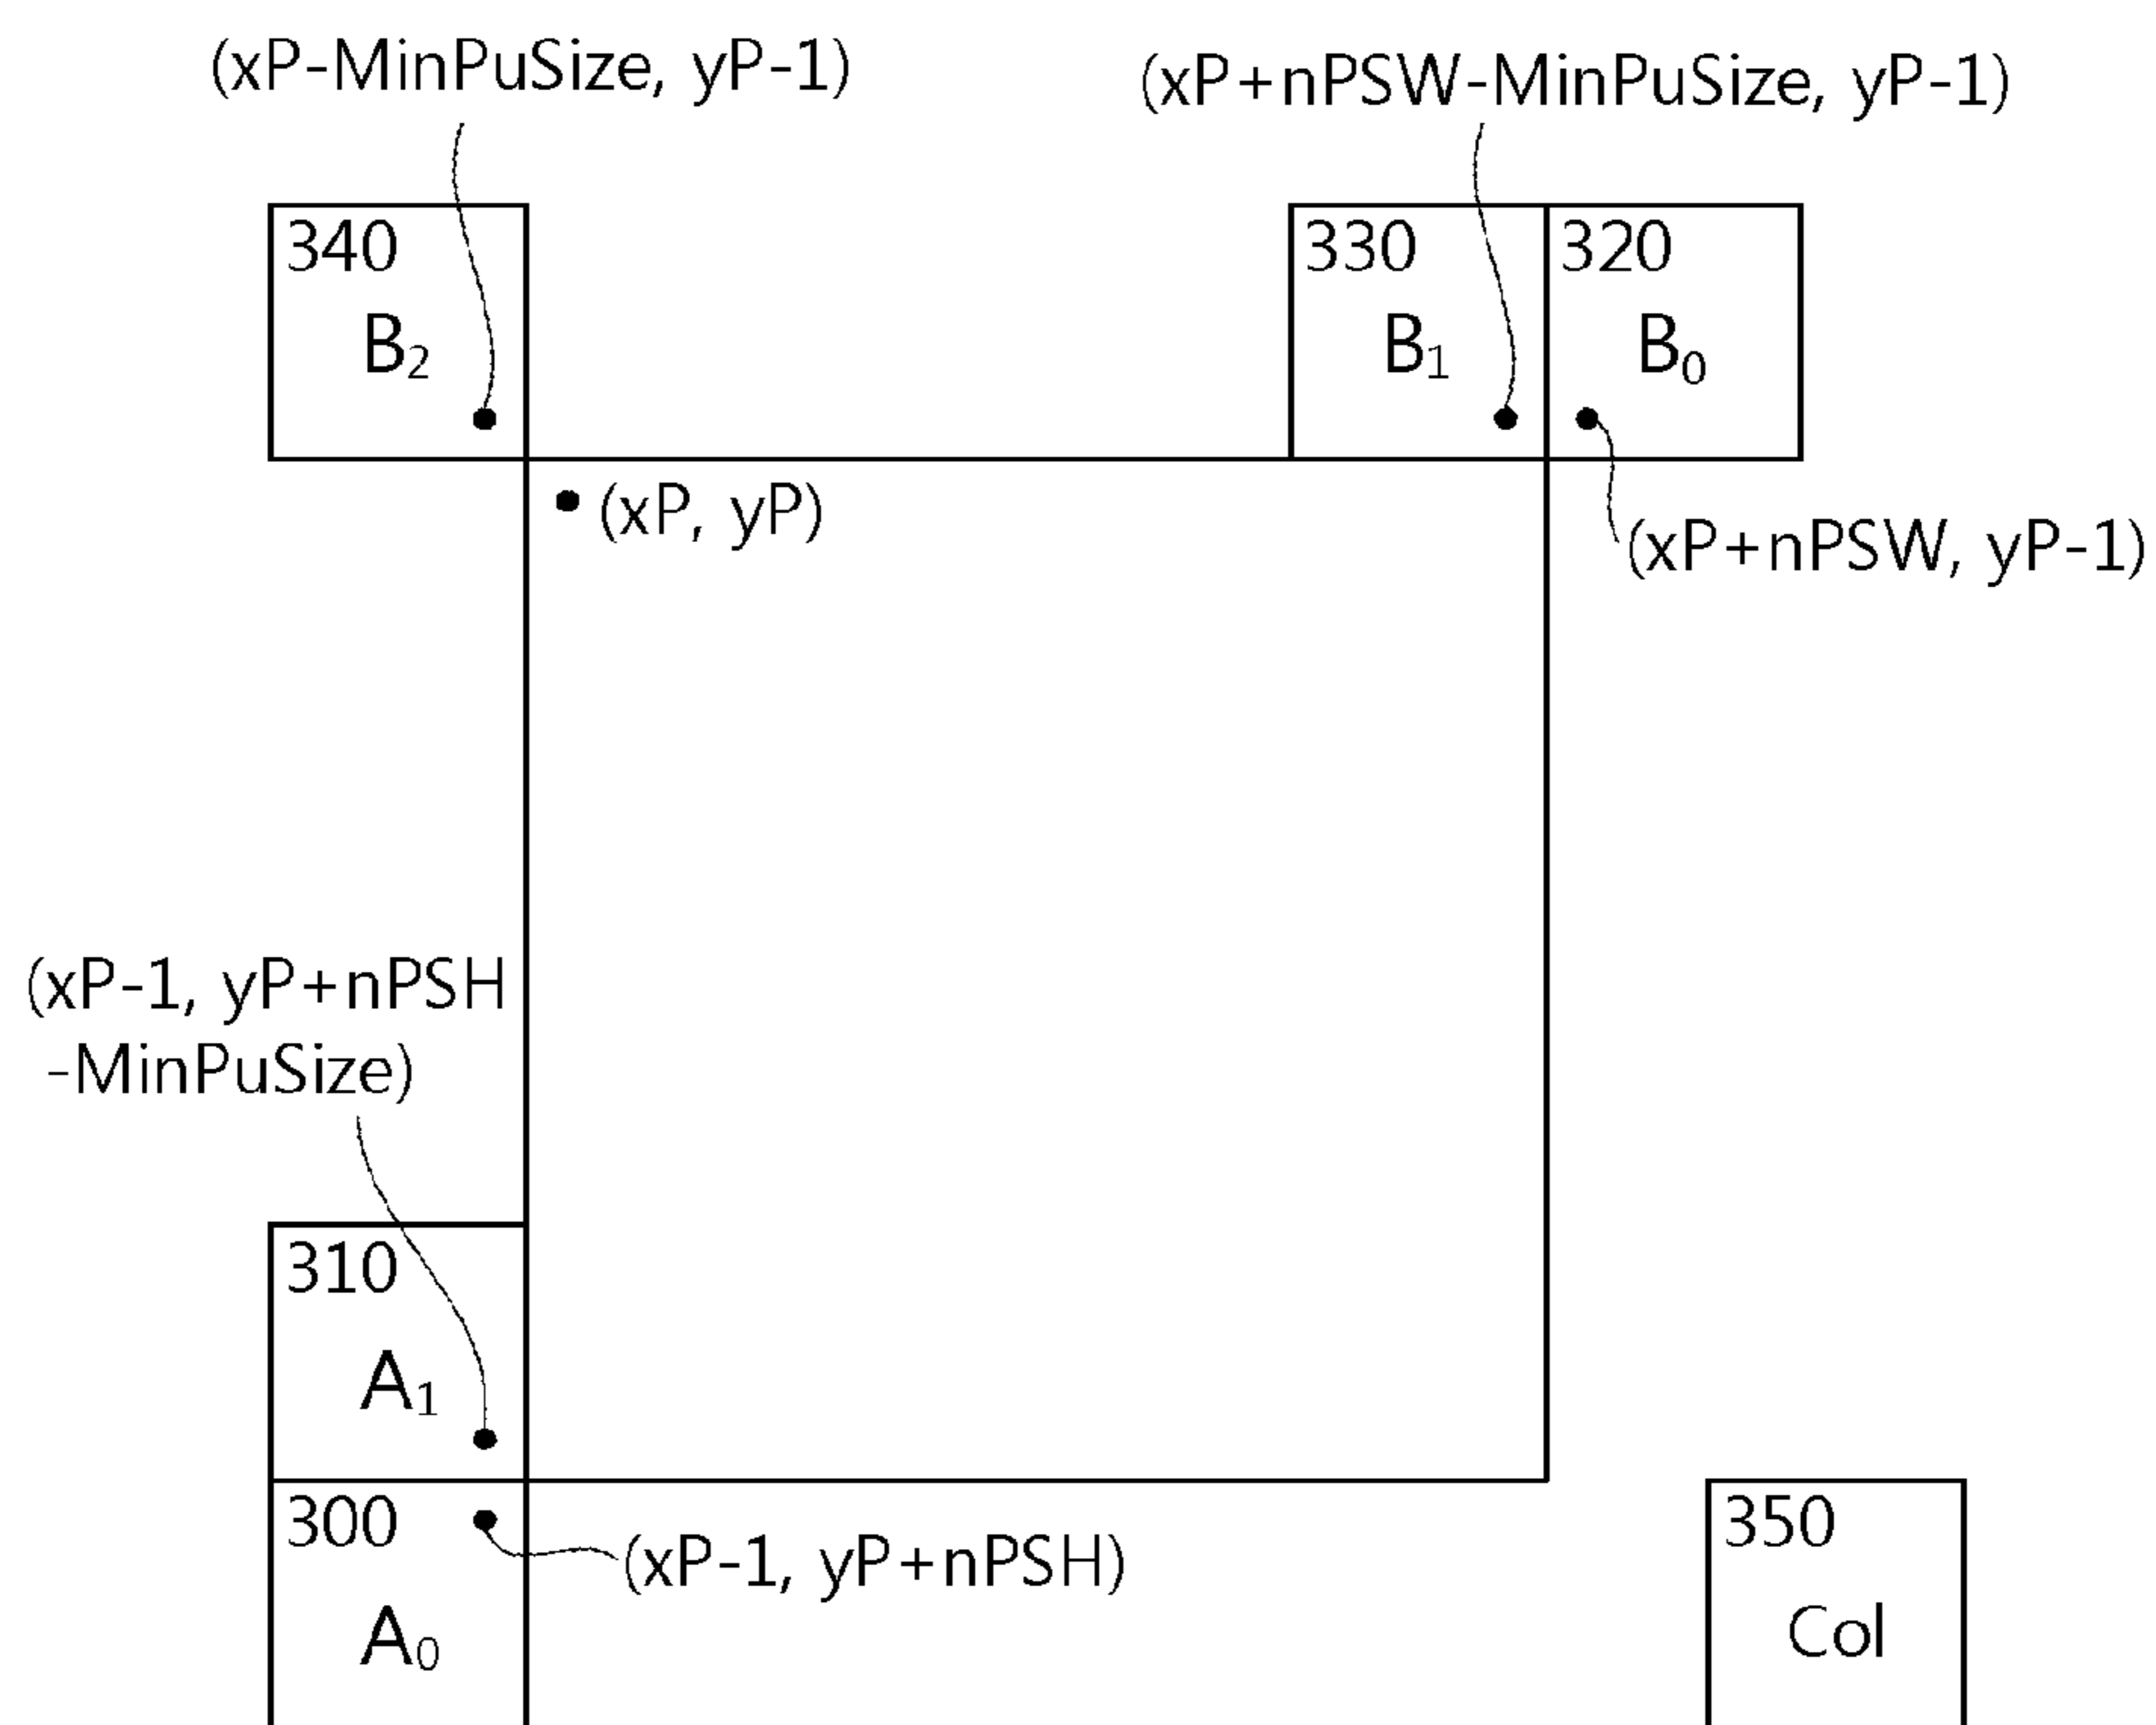 (xP-MinPuSize, yP-1)
(xP+nPSW-MinPuSize, yP-1)
340
B2
330
B1
320
B0
(xP, yP)
(xP+nPSW, yP-1)
(xP-1, yP+nPSH
-MinPuSize)
310
A1
300
A0
(xP-1, yP+nPSH)
350
Col